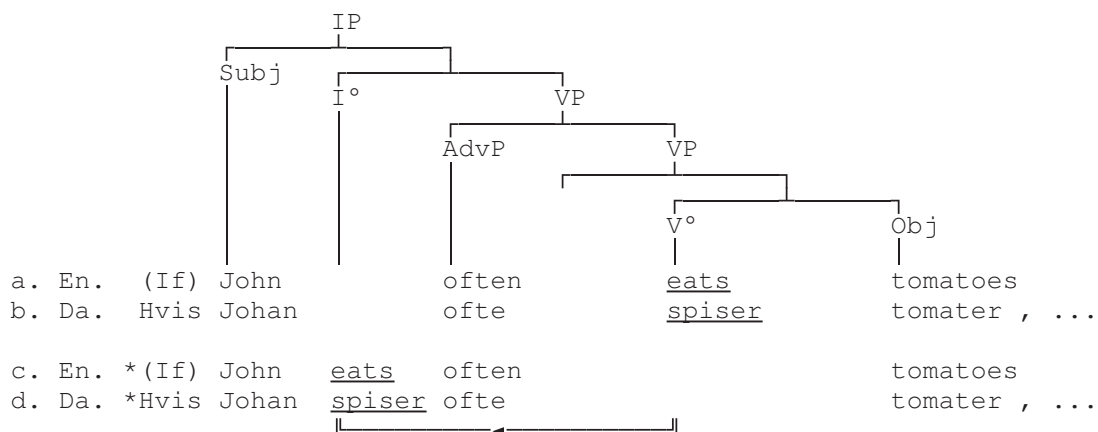 IP
Subj
I° VP
AdvP VP
V° Obj
a. En. (If) John often eats tomatoes
b. Da. Hvis Johan ofte spiser tomater , ...
c. En. *(If) John eats often tomatoes
d. Da. *Hvis Johan spiser ofte tomater , ...